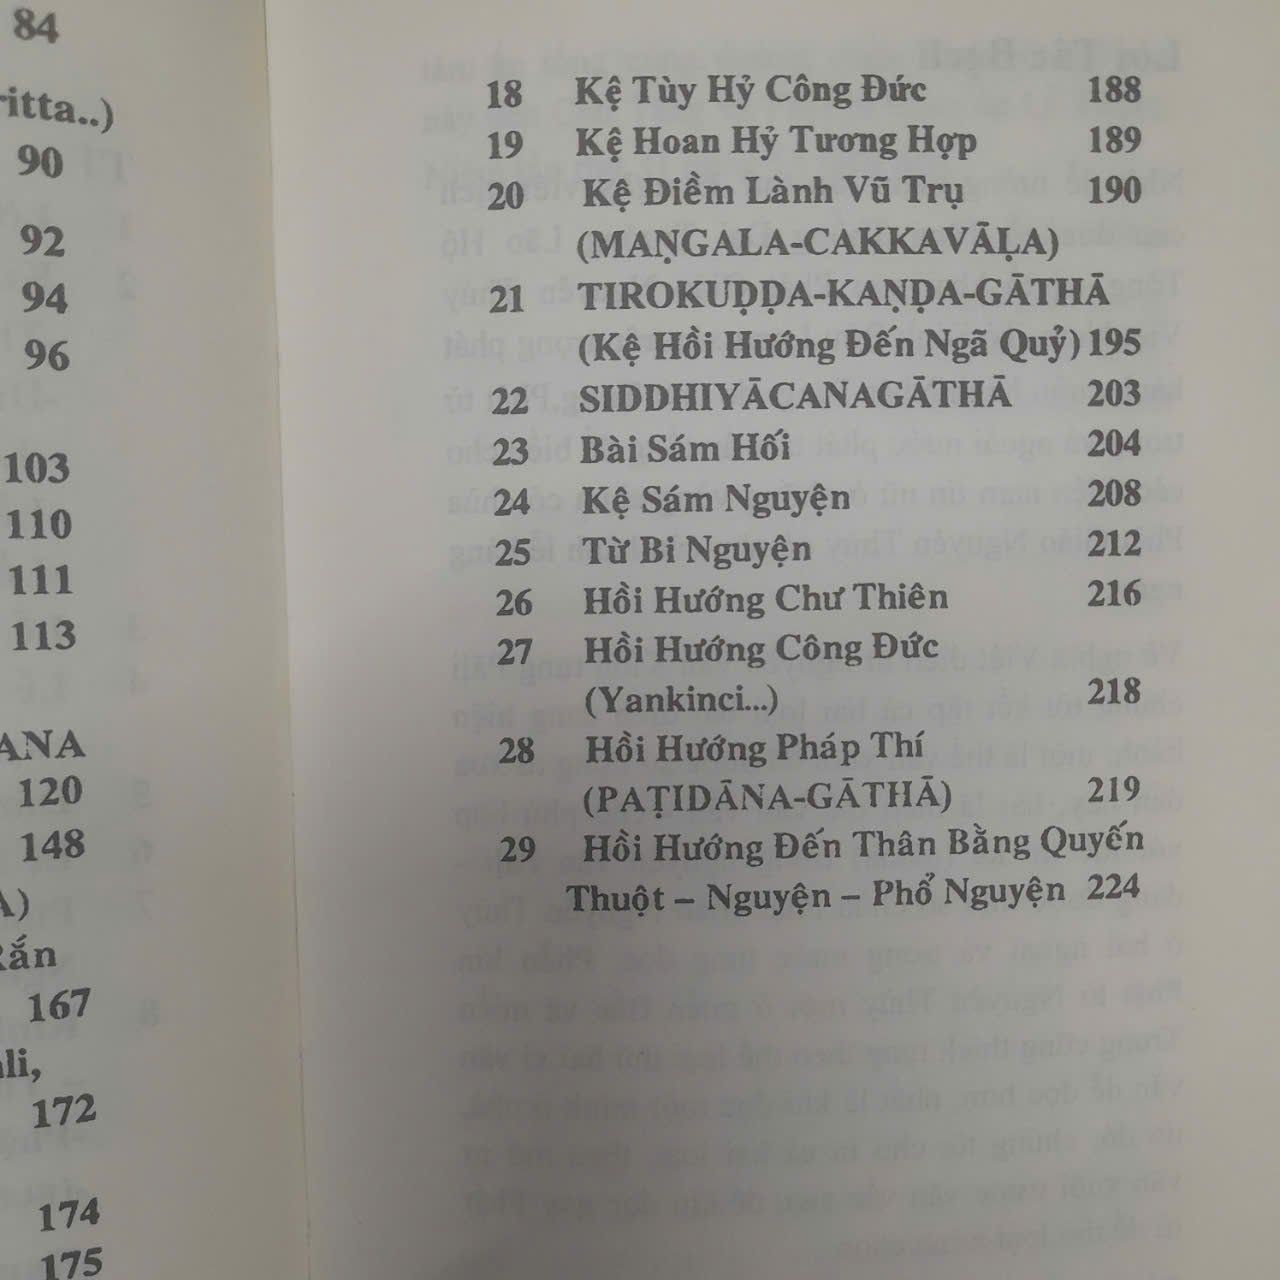 84
ritta..)
90
92
94
96
103
110
111
113
ANA
120
148
A)
Rắn
167
ali,
172
174
175
18 Kệ Tùy Hỷ Công Đức 188
19 Kệ Hoan Hỷ Tương Hợp 189
20 Kệ Điềm Lành Vũ Trụ 190
(MAṆGALA-CAKKAVĀḶA)
21 TIROKUḌḌA-KAṆḌA-GĀTHĀ
(Kệ Hồi Hướng Đến Ngã Quỷ) 195
22 SIDDHIYĀCANAGĀTHĀ 203
23 Bài Sám Hối 204
24 Kệ Sám Nguyện 208
25 Từ Bi Nguyện 212
26 Hồi Hướng Chư Thiên 216
27 Hồi Hướng Công Đức
(Yankinci...) 218
28 Hồi Hướng Pháp Thí
(PAṬIDĀNA-GĀTHĀ) 219
29 Hồi Hướng Đến Thân Bằng Quyến
Thuột – Nguyện – Phổ Nguyện 224